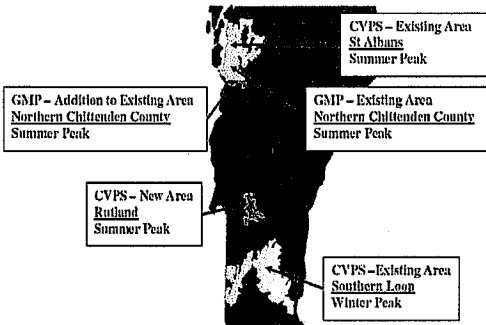 CVPS – Existing Area
St Albans
Summer Peak
GMP – Addition to Existing Area
Northern Chittenden County
Summer Peak
GMP – Existing Area
Northern Chittenden County
Summer Peak
CVPS – New Area
Rutland
Summer Peak
CVPS –Existing Area
Southern Loop
Winter Peak